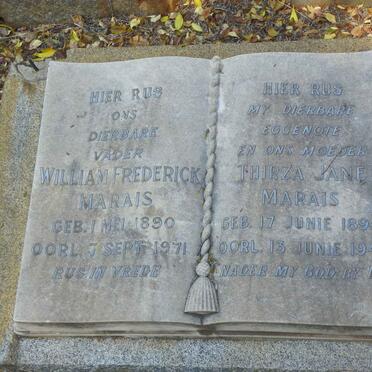 HIER RUS
ONS
DIERBARE
VADER
WILLIAM FREDERICK
MARAIS
GEB. 1 MEI 1890
OORL. 7 SEPT 1971
RUS IN VREDE
HIER RUS
MY DIERBARE
EGGENOTE
EN ONS MOEDER
THIRZA JANE
MARAIS
GEB. 17 JUNIE
OORL. 13 JUNIE
NADER MY GOD BY